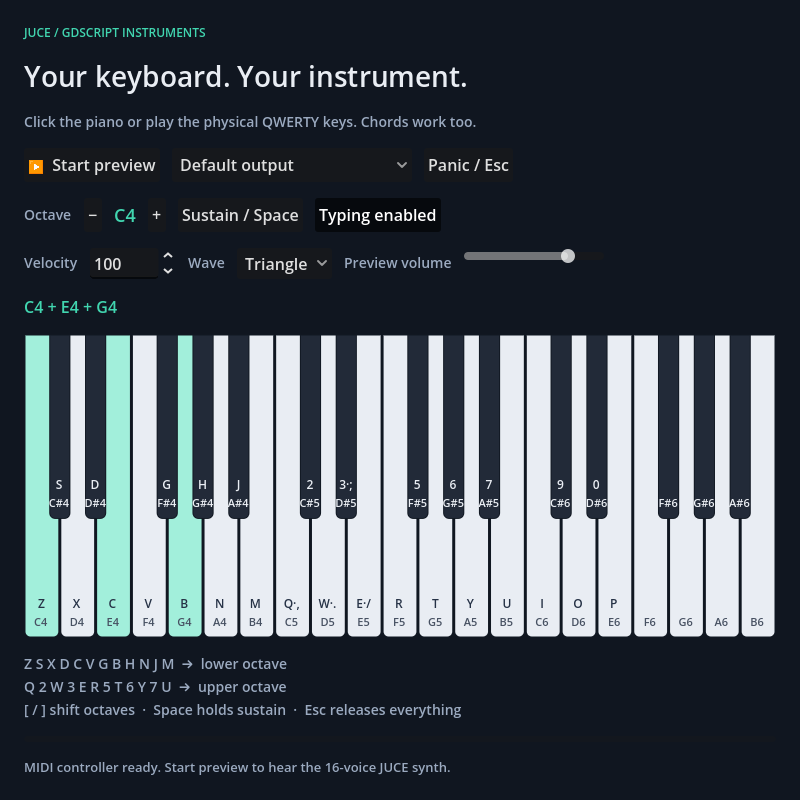 JUCE / GDSCRIPT INSTRUMENTS
Your keyboard. Your instrument.
Click the piano or play the physical QWERTY keys. Chords work too.
Start preview Default output Panic / Esc
Octave − C4 + Sustain / Space Typing enabled
Velocity 100 Wave Triangle Preview volume
C4 + E4 + G4
S D G H J 2 3·; 5 6 7 9 0
C#4 D#4 F#4 G#4 A#4 C#5 D#5 F#5 G#5 A#5 C#6 D#6 F#6 G#6 A#6
Z X C V B N M Q·, W·. E·/ R T Y U I O P
C4 D4 E4 F4 G4 A4 B4 C5 D5 E5 F5 G5 A5 B5 C6 D6 E6 F6 G6 A6 B6
Z S X D C V G B H N J M → lower octave
Q 2 W 3 E R 5 T 6 Y 7 U → upper octave
[ / ] shift octaves · Space holds sustain · Esc releases everything
MIDI controller ready. Start preview to hear the 16-voice JUCE synth.